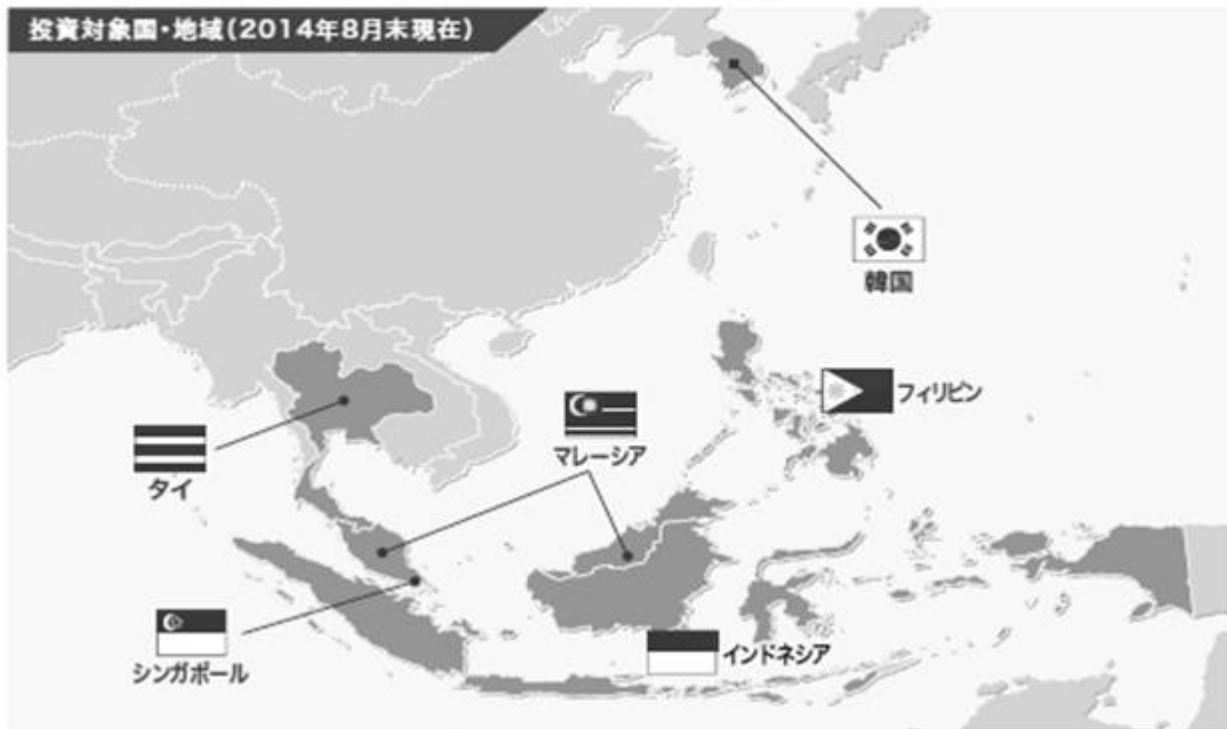 投資対象国・地域(2014年8月末現在)
韓国
フィリピン
マレーシア
タイ
シンガポール
インドネシア